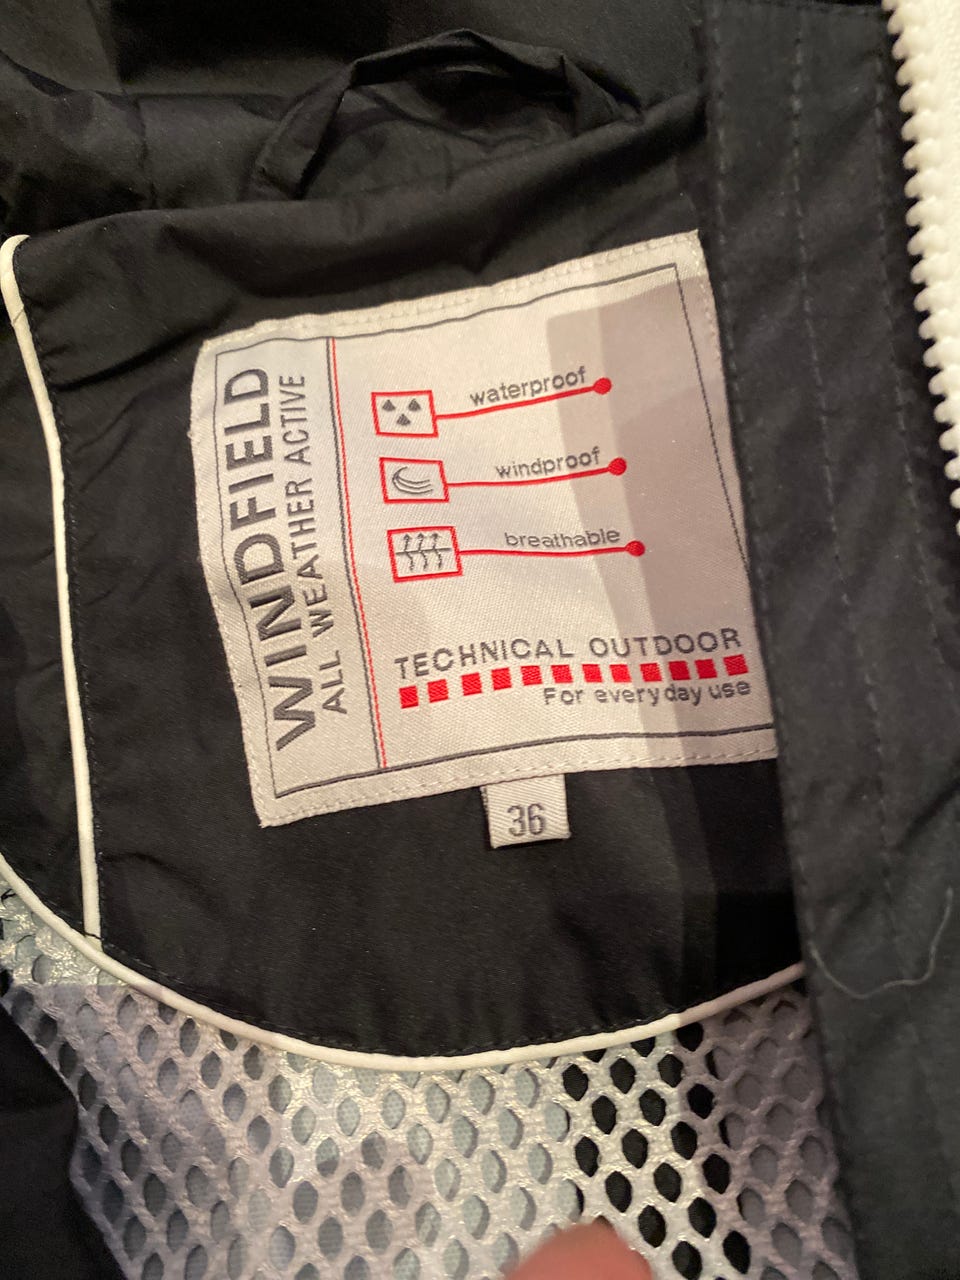 WINDFIELD
ALL WEATHER ACTIVE
waterproof
windproof
breathable
TECHNICAL OUTDOOR
For everyday use
36